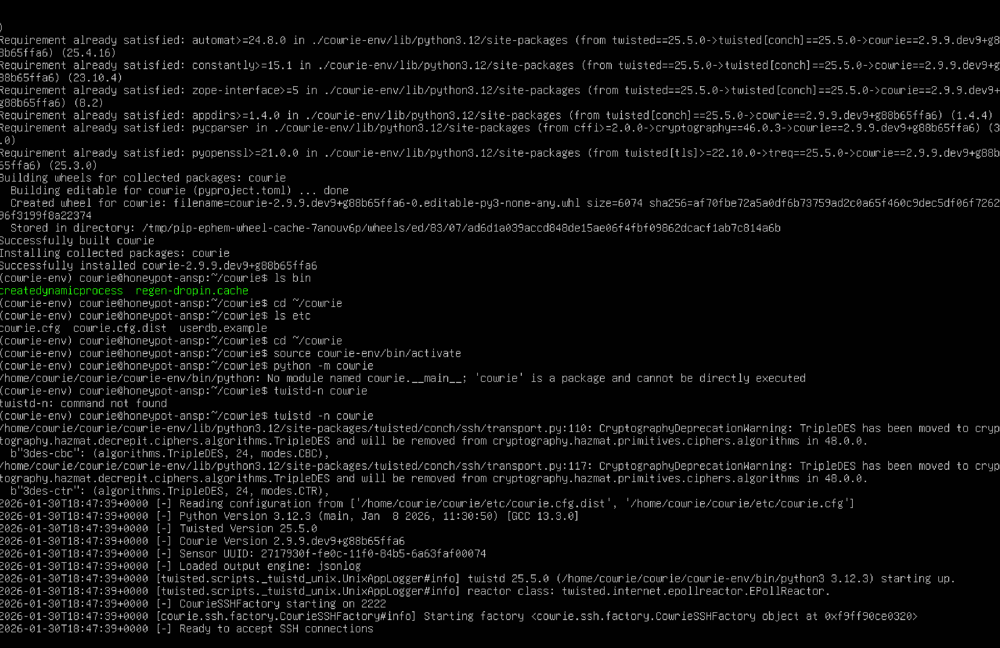 )
Requirement already satisfied: automat>=24.8.0 in ./cowrie-env/lib/python3.12/site-packages (from twisted==25.5.0->twisted[conch]==25.5.0->cowrie==2.9.9.dev9+g8
8b65ffa6) (25.4.16)
Requirement already satisfied: constantly>=15.1 in ./cowrie-env/lib/python3.12/site-packages (from twisted==25.5.0->twisted[conch]==25.5.0->cowrie==2.9.9.dev9+g
88b65ffa6) (23.10.4)
Requirement already satisfied: zope-interface>=5 in ./cowrie-env/lib/python3.12/site-packages (from twisted==25.5.0->twisted[conch]==25.5.0->cowrie==2.9.9.dev9+
g88b65ffa6) (8.2)
Requirement already satisfied: appdirs>=1.4.0 in ./cowrie-env/lib/python3.12/site-packages (from twisted[conch]==25.5.0->cowrie==2.9.9.dev9+g88b65ffa6) (1.4.4)
Requirement already satisfied: pycparser in ./cowrie-env/lib/python3.12/site-packages (from cffi>=2.0.0->cryptography==46.0.3->cowrie==2.9.9.dev9+g88b65ffa6) (3
.0)
Requirement already satisfied: pyopenssl>=21.0.0 in ./cowrie-env/lib/python3.12/site-packages (from twisted[tls]>=22.10.0->treq==25.5.0->cowrie==2.9.9.dev9+g88b
65ffa6) (25.3.0)
Building wheels for collected packages: cowrie
  Building editable for cowrie (pyproject.toml) ... done
  Created wheel for cowrie: filename=cowrie-2.9.9.dev9+g88b65ffa6-0.editable-py3-none-any.whl size=6074 sha256=af70fbe72a5a0df6b73759ad2c0a65f460c9dec5df06f7262
96f3199f8a22374
  Stored in directory: /tmp/pip-ephem-wheel-cache-7anouv6p/wheels/ed/83/07/ad6d1a039accd848de15ae06f4fbf09862dcacf1ab7c814a6b
Successfully built cowrie
Installing collected packages: cowrie
Successfully installed cowrie-2.9.9.dev9+g88b65ffa6
(cowrie-env) cowrie@honeypot-ansp:~/cowrie$ ls bin
createdynamicprocess  regen-dropin.cache
(cowrie-env) cowrie@honeypot-ansp:~/cowrie$ cd ~/cowrie
(cowrie-env) cowrie@honeypot-ansp:~/cowrie$ ls etc
cowrie.cfg  cowrie.cfg.dist  userdb.example
(cowrie-env) cowrie@honeypot-ansp:~/cowrie$ cd ~/cowrie
(cowrie-env) cowrie@honeypot-ansp:~/cowrie$ source cowrie-env/bin/activate
(cowrie-env) cowrie@honeypot-ansp:~/cowrie$ python -m cowrie
/home/cowrie/cowrie/cowrie-env/bin/python: No module named cowrie.__main__; 'cowrie' is a package and cannot be directly executed
(cowrie-env) cowrie@honeypot-ansp:~/cowrie$ twistd-n cowrie
twistd-n: command not found
(cowrie-env) cowrie@honeypot-ansp:~/cowrie$ twistd -n cowrie
/home/cowrie/cowrie/cowrie-env/lib/python3.12/site-packages/twisted/conch/ssh/transport.py:110: CryptographyDeprecationWarning: TripleDES has been moved to cryp
tography.hazmat.decrepit.ciphers.algorithms.TripleDES and will be removed from cryptography.hazmat.primitives.ciphers.algorithms in 48.0.0.
  b"3des-cbc": (algorithms.TripleDES, 24, modes.CBC),
/home/cowrie/cowrie/cowrie-env/lib/python3.12/site-packages/twisted/conch/ssh/transport.py:117: CryptographyDeprecationWarning: TripleDES has been moved to cryp
tography.hazmat.decrepit.ciphers.algorithms.TripleDES and will be removed from cryptography.hazmat.primitives.ciphers.algorithms in 48.0.0.
  b"3des-ctr": (algorithms.TripleDES, 24, modes.CTR),
2026-01-30T18:47:39+0000 [-] Reading configuration from ['/home/cowrie/cowrie/etc/cowrie.cfg.dist', '/home/cowrie/cowrie/etc/cowrie.cfg']
2026-01-30T18:47:39+0000 [-] Python Version 3.12.3 (main, Jan  8 2026, 11:30:50) [GCC 13.3.0]
2026-01-30T18:47:39+0000 [-] Twisted Version 25.5.0
2026-01-30T18:47:39+0000 [-] Cowrie Version 2.9.9.dev9+g88b65ffa6
2026-01-30T18:47:39+0000 [-] Sensor UUID: 2717930f-fe0c-11f0-84b5-6a63faf00074
2026-01-30T18:47:39+0000 [-] Loaded output engine: jsonlog
2026-01-30T18:47:39+0000 [twisted.scripts._twistd_unix.UnixAppLogger#info] twistd 25.5.0 (/home/cowrie/cowrie/cowrie-env/bin/python3 3.12.3) starting up.
2026-01-30T18:47:39+0000 [twisted.scripts._twistd_unix.UnixAppLogger#info] reactor class: twisted.internet.epollreactor.EPollReactor.
2026-01-30T18:47:39+0000 [-] CowrieSSHFactory starting on 2222
2026-01-30T18:47:39+0000 [cowrie.ssh.factory.CowrieSSHFactory#info] Starting factory <cowrie.ssh.factory.CowrieSSHFactory object at 0xf9ff90ce0320>
2026-01-30T18:47:39+0000 [-] Ready to accept SSH connections